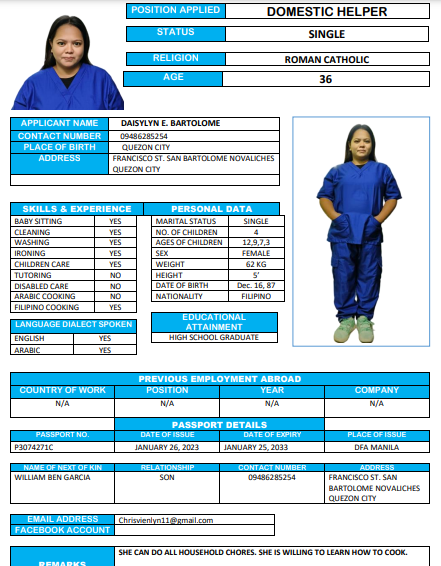 POSITION APPLIED DOMESTIC HELPER
STATUS SINGLE
RELIGION ROMAN CATHOLIC
AGE 36
APPLICANT NAME DAISYLYN E. BARTOLOME
CONTACT NUMBER 09486285254
PLACE OF BIRTH QUEZON CITY
ADDRESS FRANCISCO ST. SAN BARTOLOME NOVALICHES
QUEZON CITY
SKILLS & EXPERIENCE PERSONAL DATA
BABY SITTING YES MARITAL STATUS SINGLE
CLEANING YES NO. OF CHILDREN 4
WASHING YES AGES OF CHILDREN 12,9,7,3
IRONING YES SEX FEMALE
CHILDREN CARE YES WEIGHT 62 KG
TUTORING NO HEIGHT 5'
DISABLED CARE NO DATE OF BIRTH Dec. 16, 87
ARABIC COOKING NO NATIONALITY FILIPINO
FILIPINO COOKING YES
EDUCATIONAL
ATTAINMENT
HIGH SCHOOL GRADUATE
LANGUAGE DIALECT SPOKEN
ENGLISH YES
ARABIC YES
PREVIOUS EMPLOYMENT ABROAD
COUNTRY OF WORK POSITION YEAR COMPANY
N/A N/A N/A N/A
PASSPORT DETAILS
PASSPORT NO. DATE OF ISSUE DATE OF EXPIRY PLACE OF ISSUE
P3074271C JANUARY 26, 2023 JANUARY 25, 2033 DFA MANILA
NAME OF NEXT OF KIN RELATIONSHIP CONTACT NUMBER ADDRESS
WILLIAM BEN GARCIA SON 09486285254 FRANCISCO ST. SAN
BARTOLOME NOVALICHES
QUEZON CITY
EMAIL ADDRESS Chrisvienlyn11@gmail.com
FACEBOOK ACCOUNT
REMARKS SHE CAN DO ALL HOUSEHOLD CHORES. SHE IS WILLING TO LEARN HOW TO COOK.